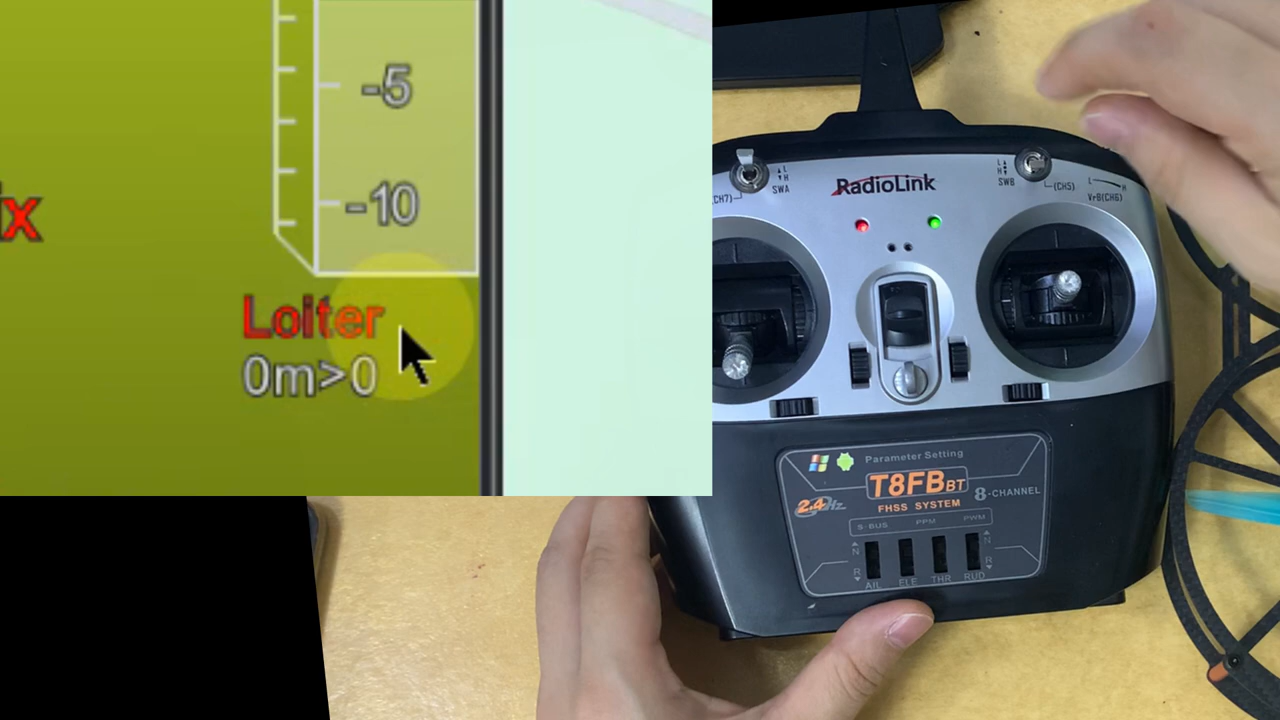 -5
-10
ix
Loiter
0m>0
(CH7)
L
H
SWA
RadioLink
L
H
SWB
(CH5)
L
H
VrB(CH6)
Parameter Setting
T8FB BT
2.4GHz
8-CHANNEL
FHSS SYSTEM
S-BUS PPM PWM
N
N
R
R
AIL ELE THR RUD